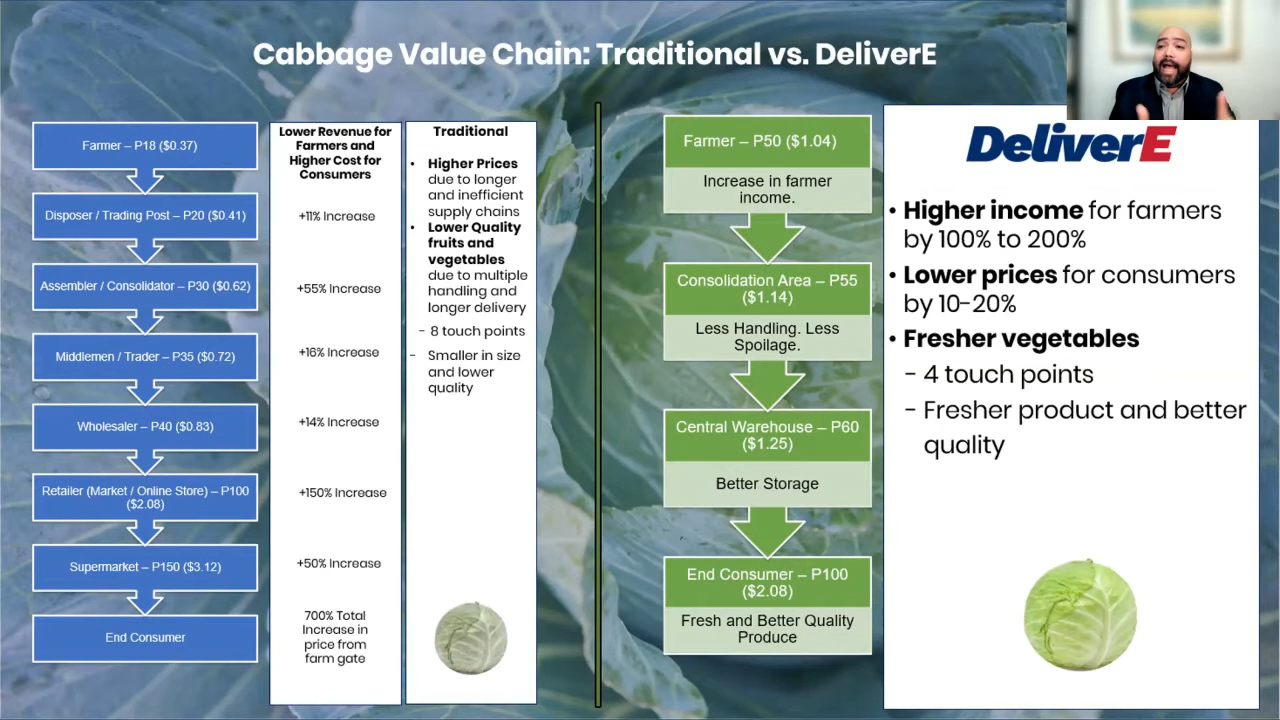 Cabbage Value Chain: Traditional vs. DeliverE
Farmer – P18 ($0.37)
Disposer / Trading Post – P20 ($0.41)
Assembler / Consolidator – P30 ($0.62)
Middlemen / Trader – P35 ($0.72)
Wholesaler – P40 ($0.83)
Retailer (Market / Online Store) – P100
($2.08)
Supermarket – P150 ($3.12)
End Consumer
Lower Revenue for
Farmers and
Higher Cost for
Consumers
+11% Increase
+55% Increase
+16% Increase
+14% Increase
+150% Increase
+50% Increase
700% Total
Increase in
price from
farm gate
Traditional
• Higher Prices
due to longer
and inefficient
supply chains
• Lower Quality
fruits and
vegetables
due to multiple
handling and
longer delivery
- 8 touch points
- Smaller in size
and lower
quality
Farmer – P50 ($1.04)
Increase in farmer
income.
Consolidation Area – P55
($1.14)
Less Handling. Less
Spoilage.
Central Warehouse – P60
($1.25)
Better Storage
End Consumer – P100
($2.08)
Fresh and Better Quality
Produce
DeliverE
• Higher income for farmers
by 100% to 200%
• Lower prices for consumers
by 10-20%
• Fresher vegetables
- 4 touch points
- Fresher product and better
quality